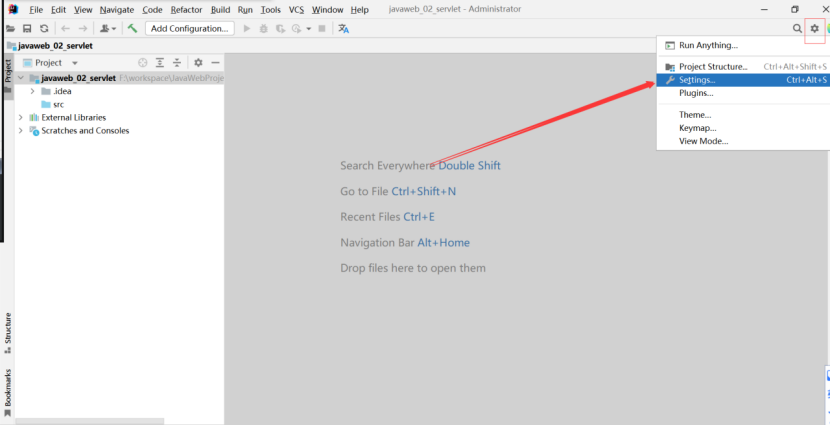 File Edit View Navigate Code Refactor Build Run Tools VCS Window Help javaweb_02_servlet - Administrator
Add Configuration...
javaweb_02_servlet
Run Anything...
Project
Project Structure... Ctrl+Alt+Shift+S
javaweb_02_servlet F:\workspace\JavaWebProje
Settings... Ctrl+Alt+S
.idea
Plugins...
src
External Libraries
Theme...
Scratches and Consoles
Keymap...
View Mode...
Project
Search Everywhere Double Shift
Go to File Ctrl+Shift+N
Recent Files Ctrl+E
Navigation Bar Alt+Home
Drop files here to open them
Structure
Bookmarks